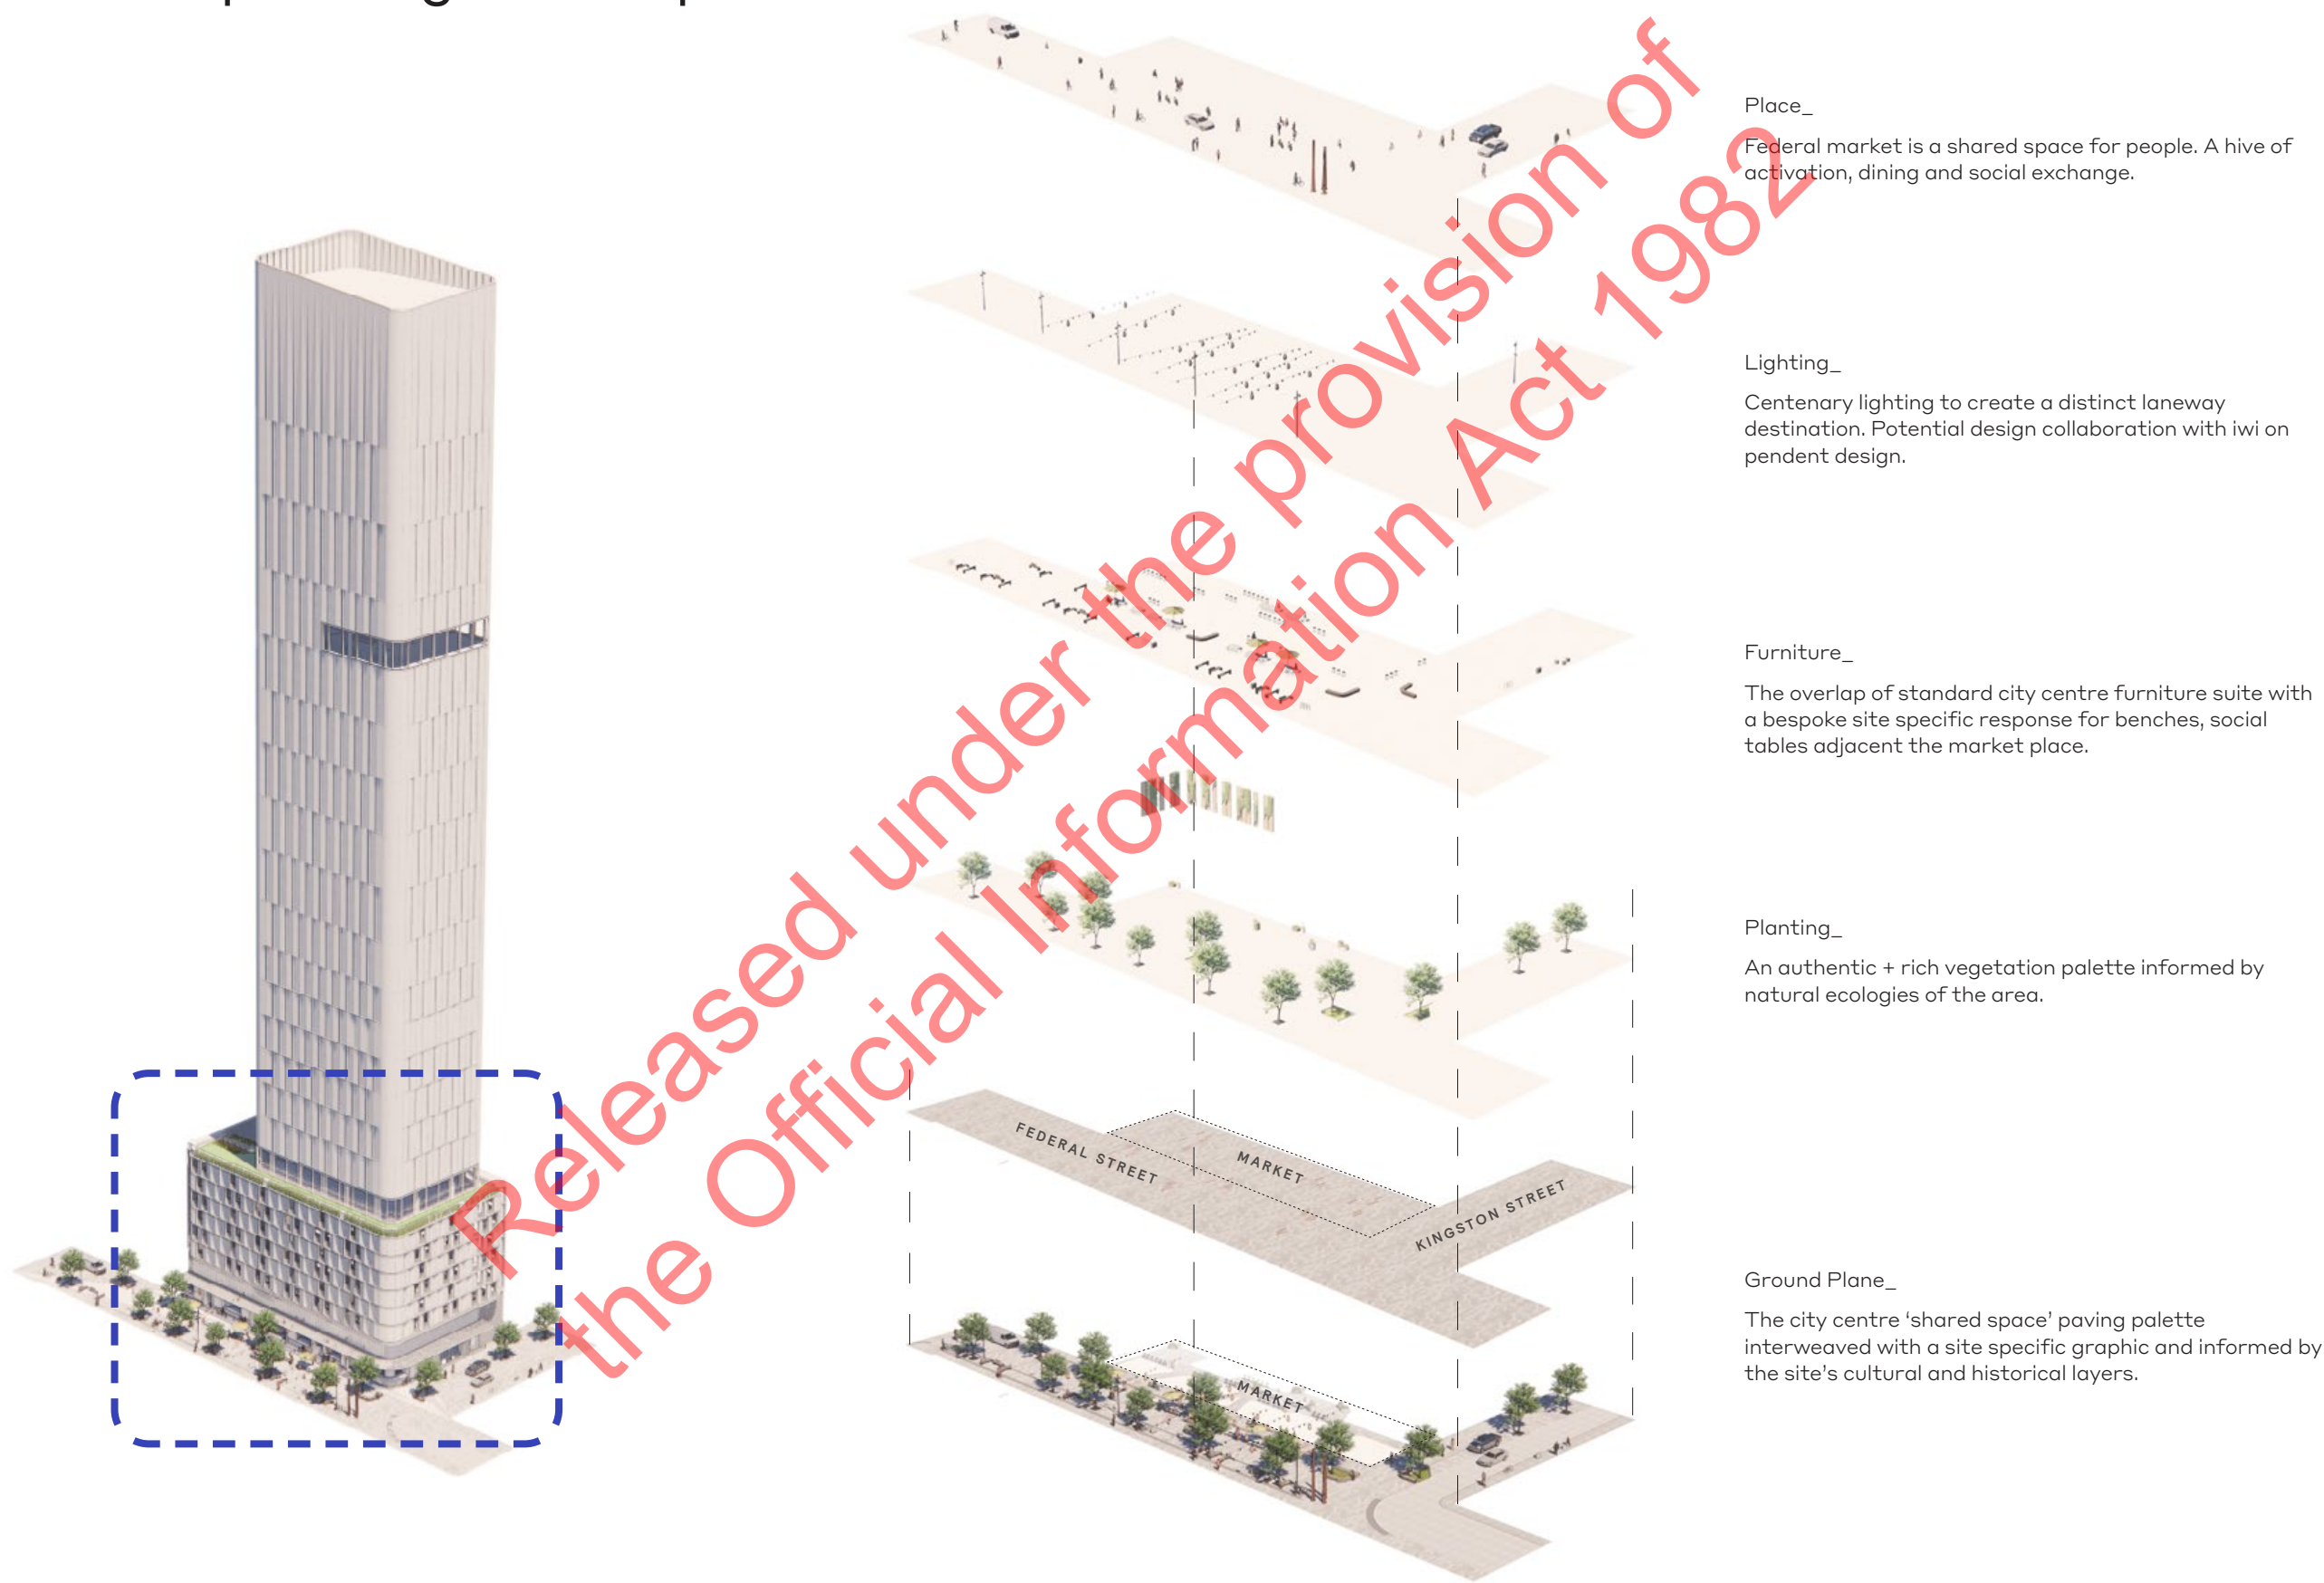 Place_
Federal market is a shared space for people. A hive of
activation, dining and social exchange.
Lighting_
Centenary lighting to create a distinct laneway
destination. Potential design collaboration with iwi on
pendent design.
Furniture_
The overlap of standard city centre furniture suite with
a bespoke site specific response for benches, social
tables adjacent the market place.
Planting_
An authentic + rich vegetation palette informed by
natural ecologies of the area.
FEDERAL STREET
MARKET
KINGSTON STREET
Ground Plane_
The city centre ‘shared space’ paving palette
interweaved with a site specific graphic and informed by
the site’s cultural and historical layers.
MARKET
Released under the provision of
the Official Information Act 1982